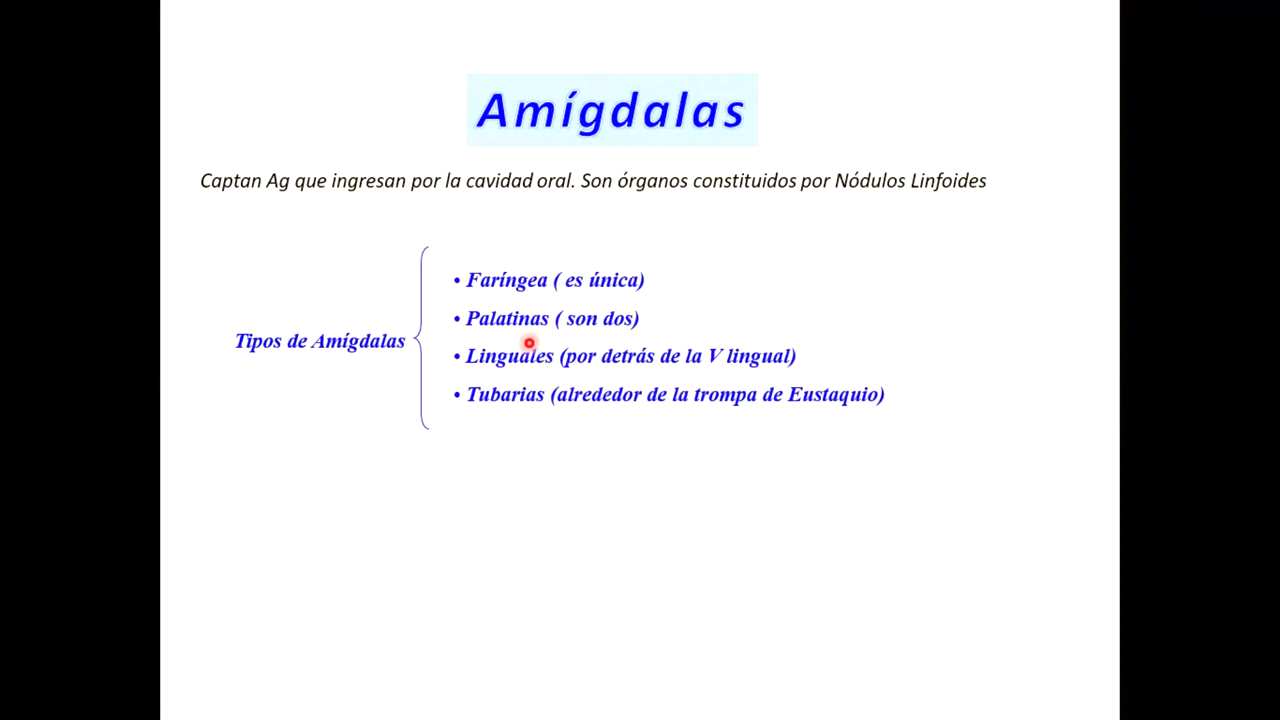 Amígdalas
Captan Ag que ingresan por la cavidad oral. Son órganos constituidos por Nódulos Linfoides
Tipos de Amígdalas
• Faríngea ( es única)
• Palatinas ( son dos)
• Linguales (por detrás de la V lingual)
• Tubarias (alrededor de la trompa de Eustaquio)